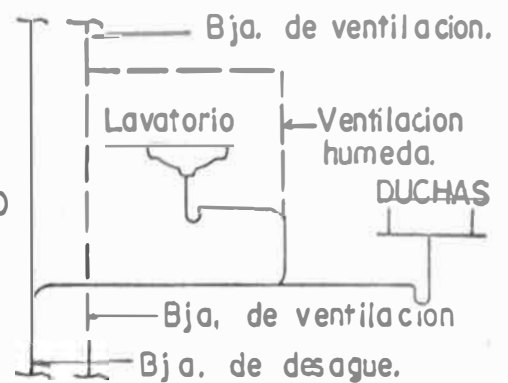 Bja. de ventilacion.
Lavatorio
Ventilacion
humeda.
DUCHAS
Bja, de ventilacion
Bja. de desague.